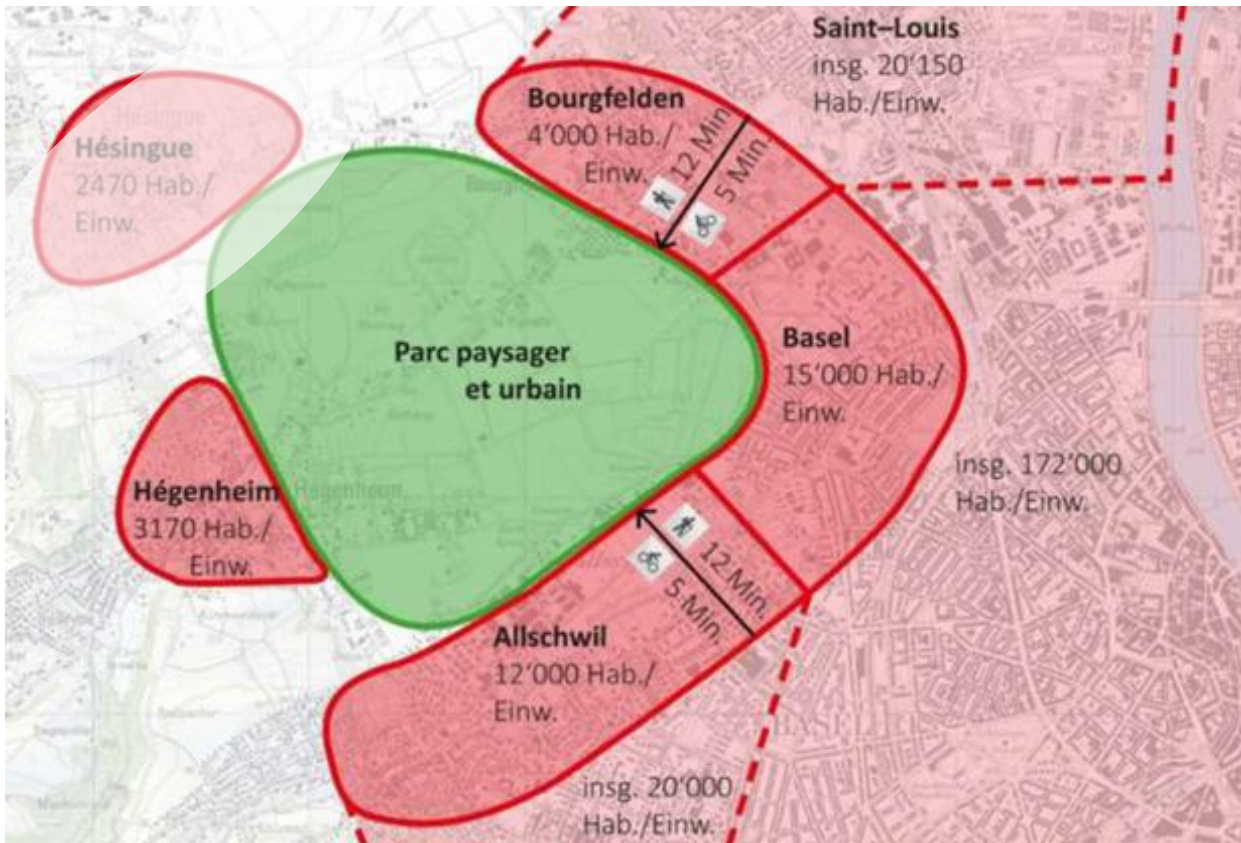 Saint–Louis
insg. 20'150
Hab./Einw.
Bourgfelden
4'000 Hab./
Einw.
12 Min.
5 Min.
Hésingue
Hésingue
2470 Hab./
Einw.
Parc paysager
et urbain
Basel
15'000 Hab./
Einw.
insg. 172'000
Hab./Einw.
Hégenheim
Hégenheim
3170 Hab./
Einw.
12 Min.
5 Min.
Allschwil
12'000 Hab./
Einw.
insg. 20'000
Hab./Einw.